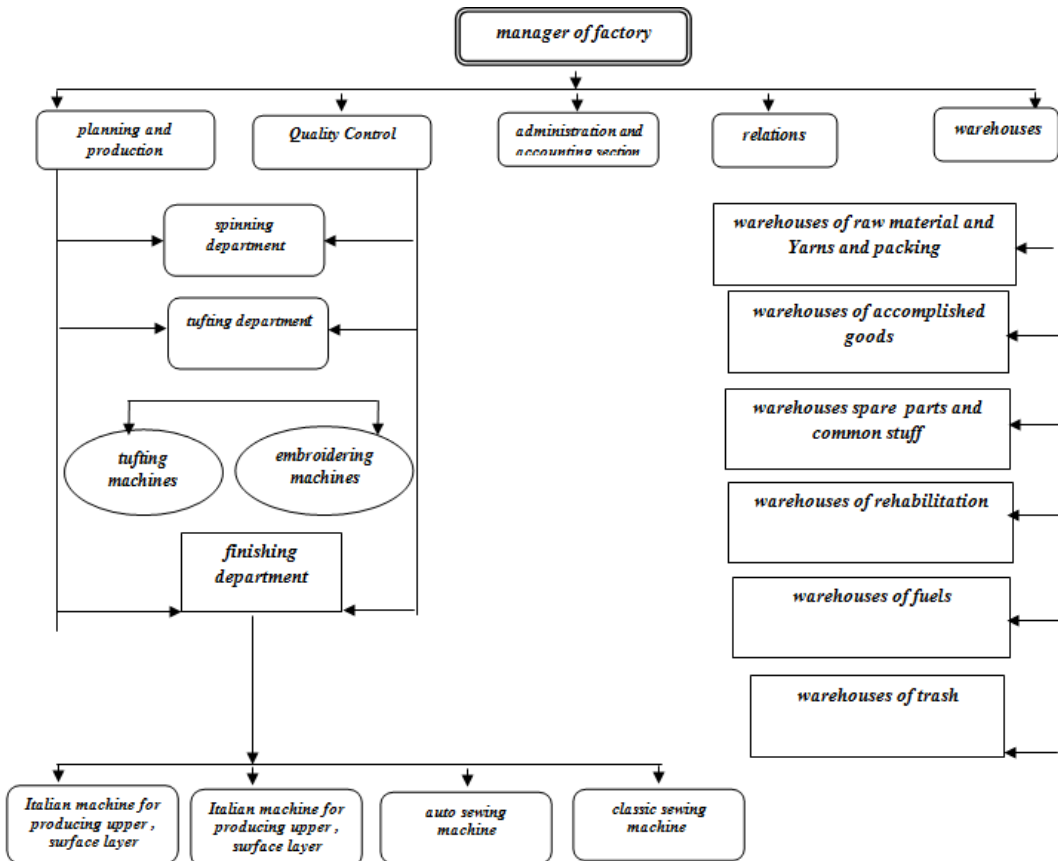 manager of factory
planning and
production
Quality Control
administration and
accounting section
relations
warehouses
spinning
department
tufting department
tufting
machines
embroidering
machines
finishing
department
warehouses of raw material and
Yarns and packing
warehouses of accomplished
goods
warehouses spare parts and
common stuff
warehouses of rehabilitation
warehouses of fuels
warehouses of trash
Italian machine for
producing upper ,
surface layer
Italian machine for
producing upper ,
surface layer
auto sewing
machine
classic sewing
machine